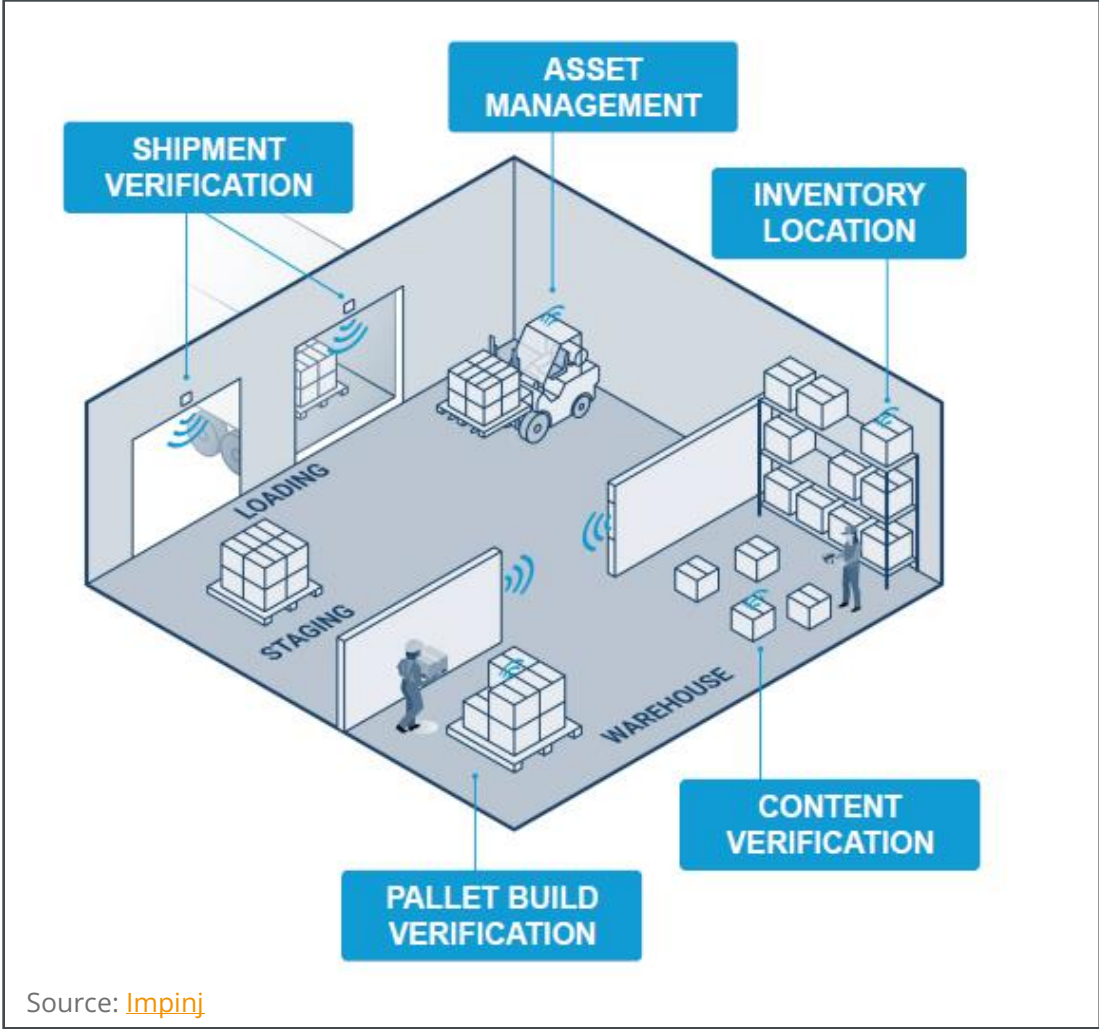 ASSET
MANAGEMENT
SHIPMENT
VERIFICATION
INVENTORY
LOCATION
LOADING
STAGING
WAREHOUSE
CONTENT
VERIFICATION
PALLET BUILD
VERIFICATION
Source: Impinj